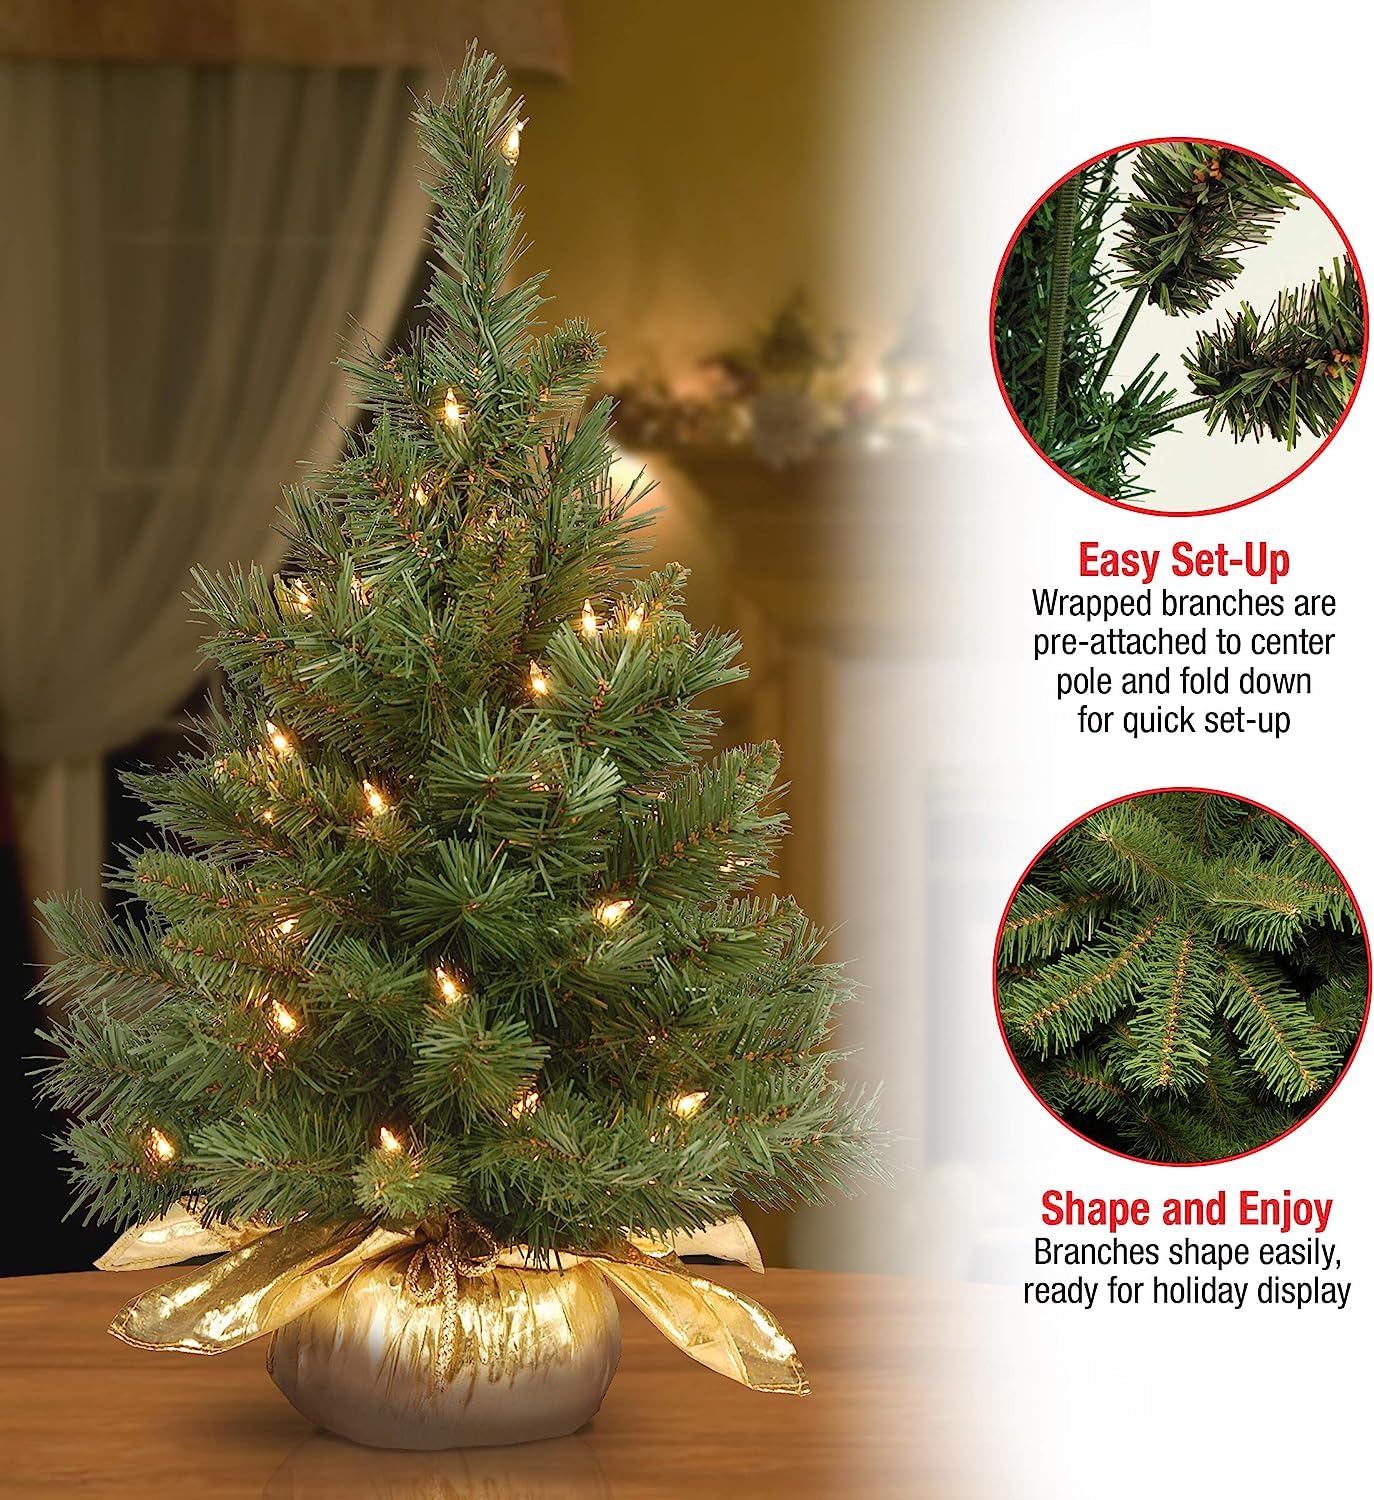 Easy Set-Up
Wrapped branches are
pre-attached to center
pole and fold down
for quick set-up
Shape and Enjoy
Branches shape easily,
ready for holiday display